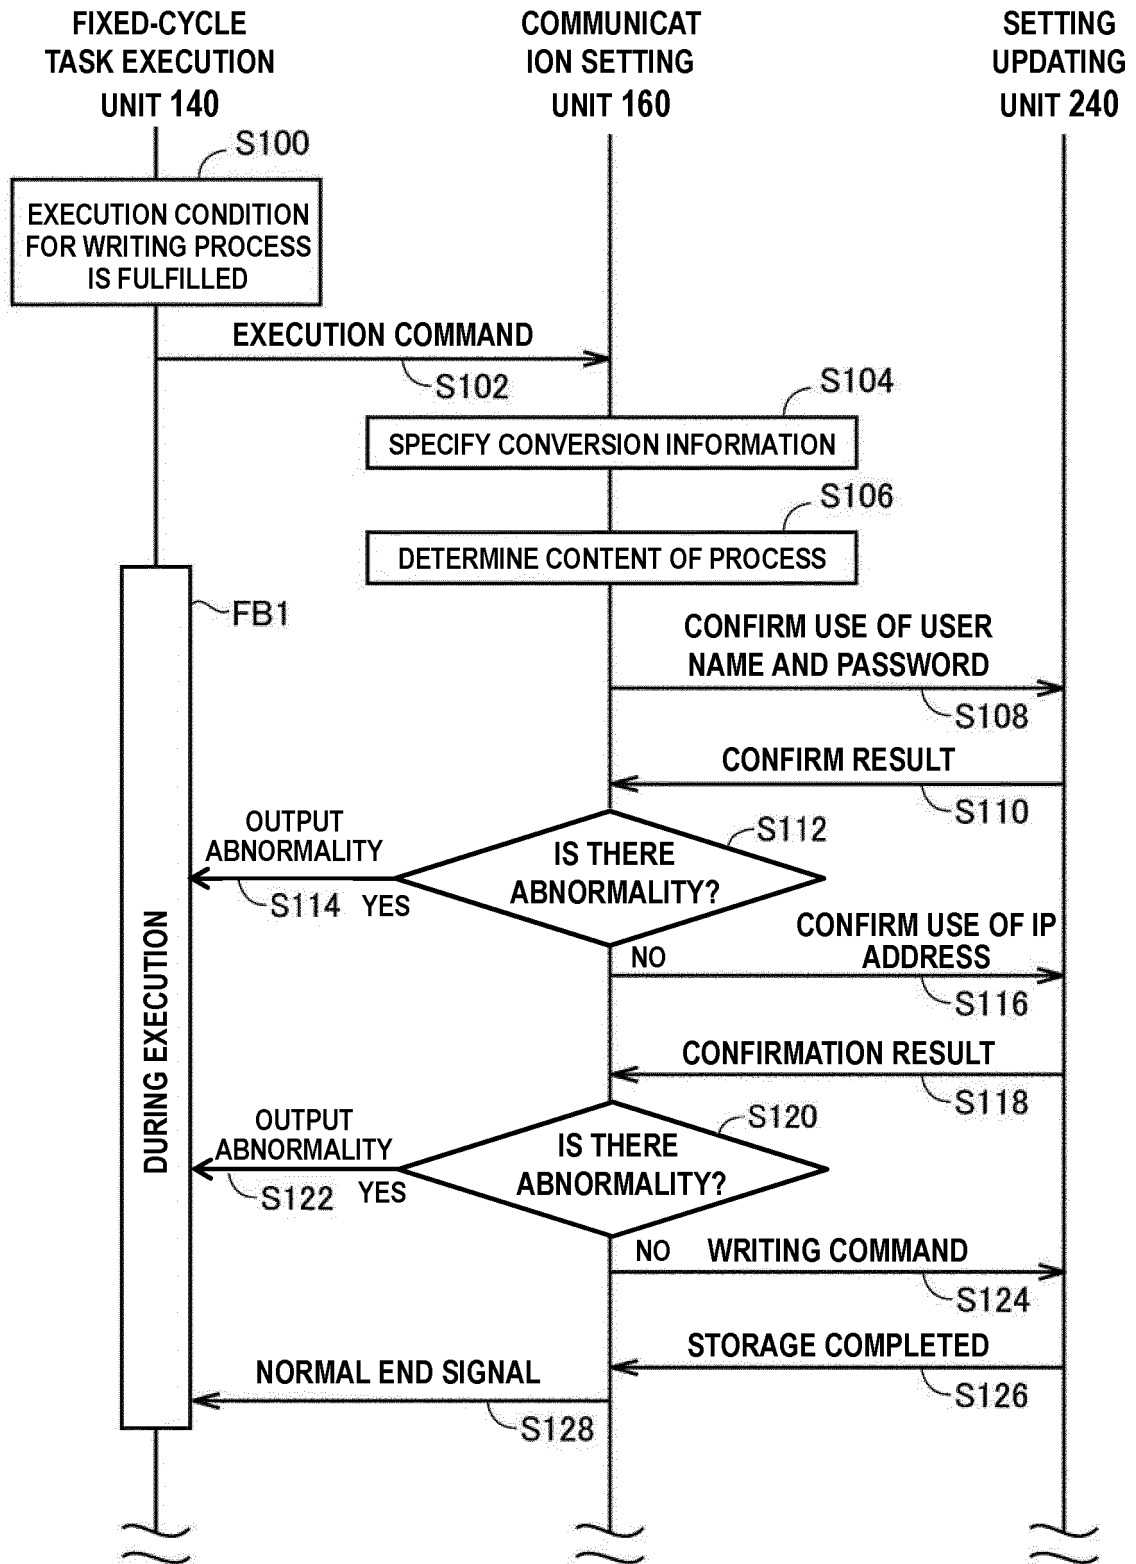 FIXED-CYCLE
TASK EXECUTION
UNIT 140
COMMUNICAT
ION SETTING
UNIT 160
SETTING
UPDATING
UNIT 240
S100
EXECUTION CONDITION
FOR WRITING PROCESS
IS FULFILLED
EXECUTION COMMAND
S102
S104
SPECIFY CONVERSION INFORMATION
S106
DETERMINE CONTENT OF PROCESS
FB1
CONFIRM USE OF USER
NAME AND PASSWORD
S108
CONFIRM RESULT
S110
OUTPUT
ABNORMALITY
S112
IS THERE
ABNORMALITY?
S114
YES
NO
CONFIRM USE OF IP
ADDRESS
S116
DURING EXECUTION
CONFIRMATION RESULT
S118
OUTPUT
ABNORMALITY
S120
IS THERE
ABNORMALITY?
S122
YES
NO
WRITING COMMAND
S124
STORAGE COMPLETED
S126
NORMAL END SIGNAL
S128